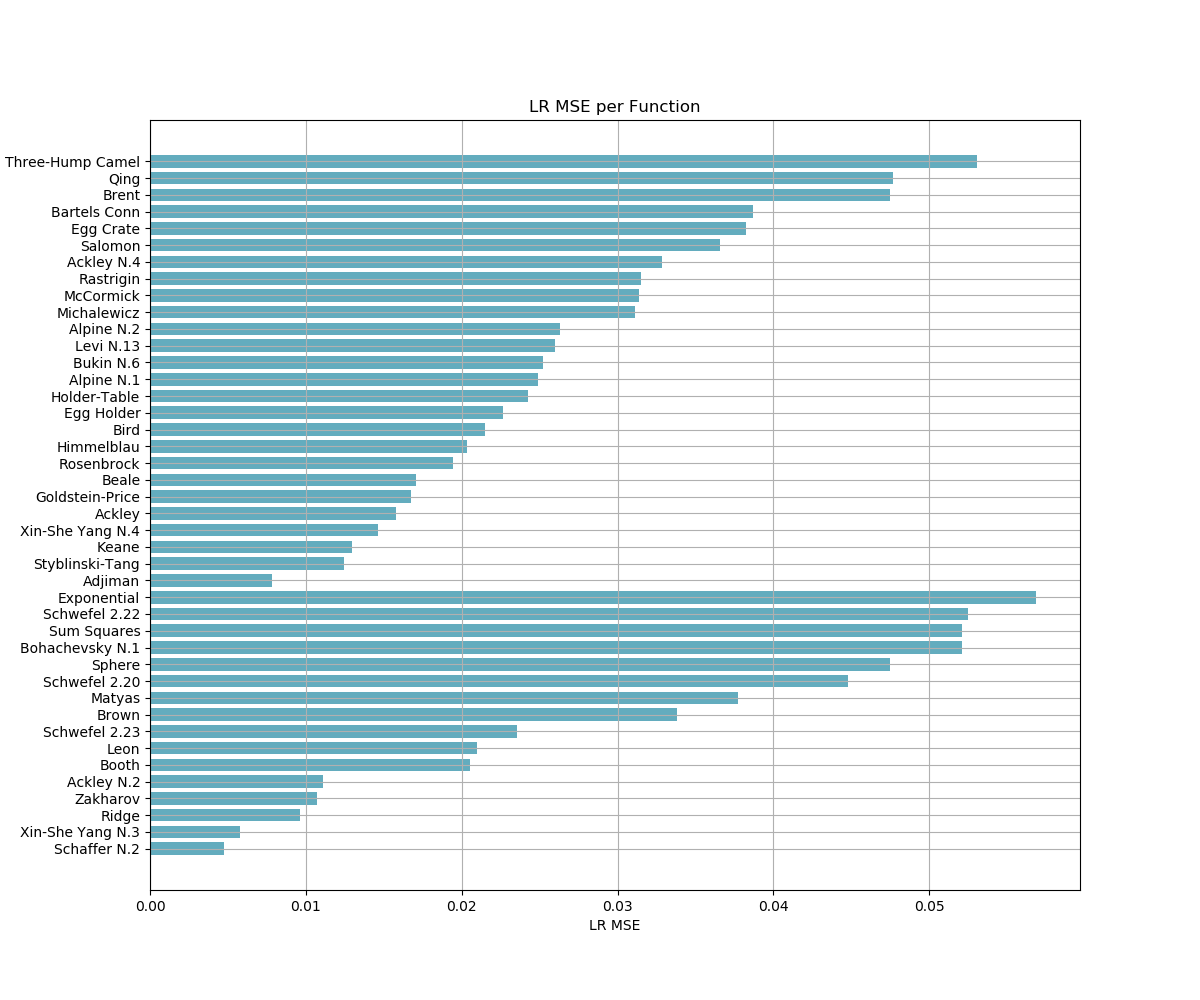 LR MSE per Function
Three-Hump Camel
Qing
Brent
Bartels Conn
Egg Crate
Salomon
Ackley N.4
Rastrigin
McCormick
Michalewicz
Alpine N.2
Levi N.13
Bukin N.6
Alpine N.1
Holder-Table
Egg Holder
Bird
Himmelblau
Rosenbrock
Beale
Goldstein-Price
Ackley
Xin-She Yang N.4
Keane
Styblinski-Tang
Adjiman
Exponential
Schwefel 2.22
Sum Squares
Bohachevsky N.1
Sphere
Schwefel 2.20
Matyas
Brown
Schwefel 2.23
Leon
Booth
Ackley N.2
Zakharov
Ridge
Xin-She Yang N.3
Schaffer N.2
0.00 0.01 0.02 0.03 0.04 0.05
LR MSE